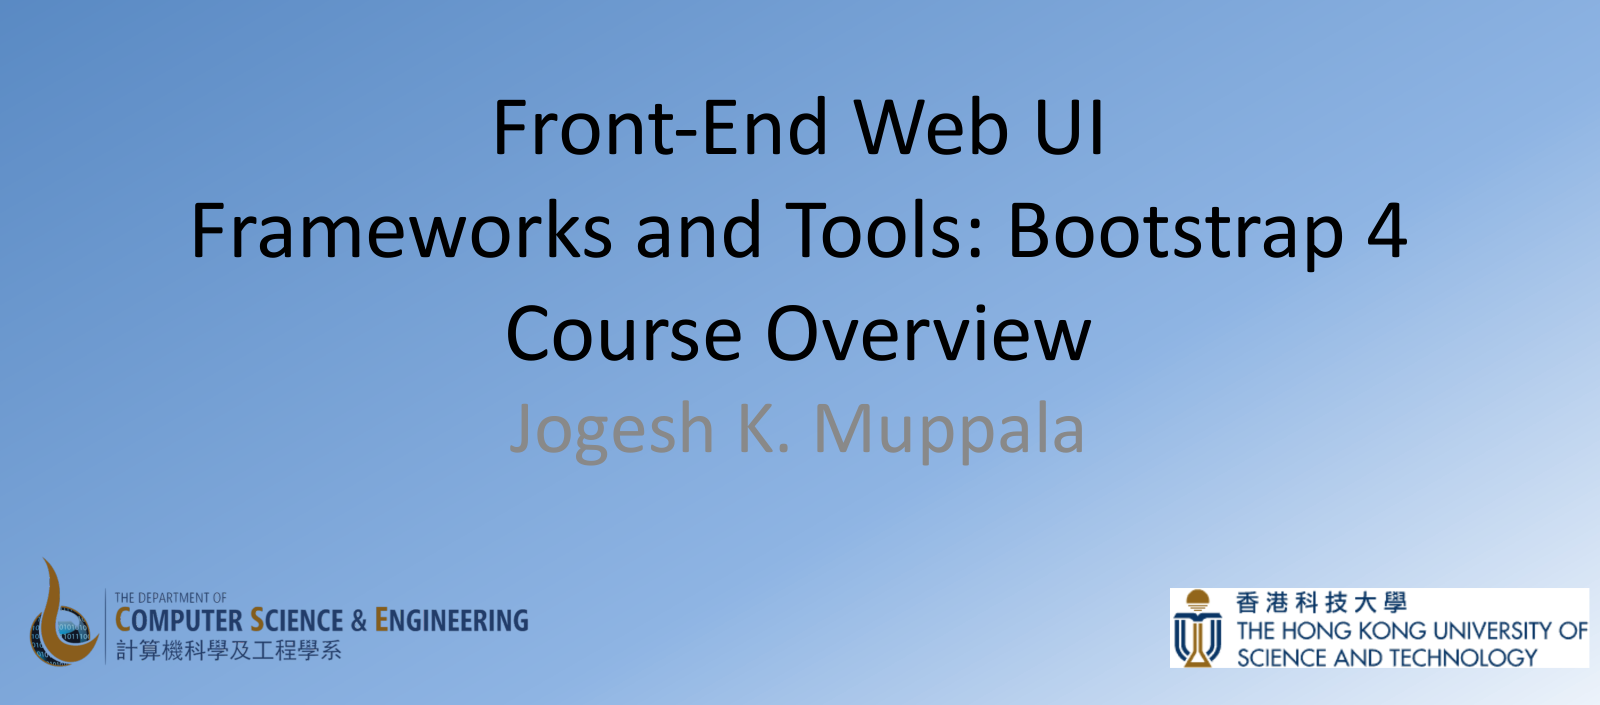 Front-End Web UI
Frameworks and Tools: Bootstrap 4
Course Overview
Jogesh K. Muppala
THE DEPARTMENT OF
COMPUTER SCIENCE & ENGINEERING
計算機科學及工程學系
香港科技大學
THE HONG KONG UNIVERSITY OF
SCIENCE AND TECHNOLOGY